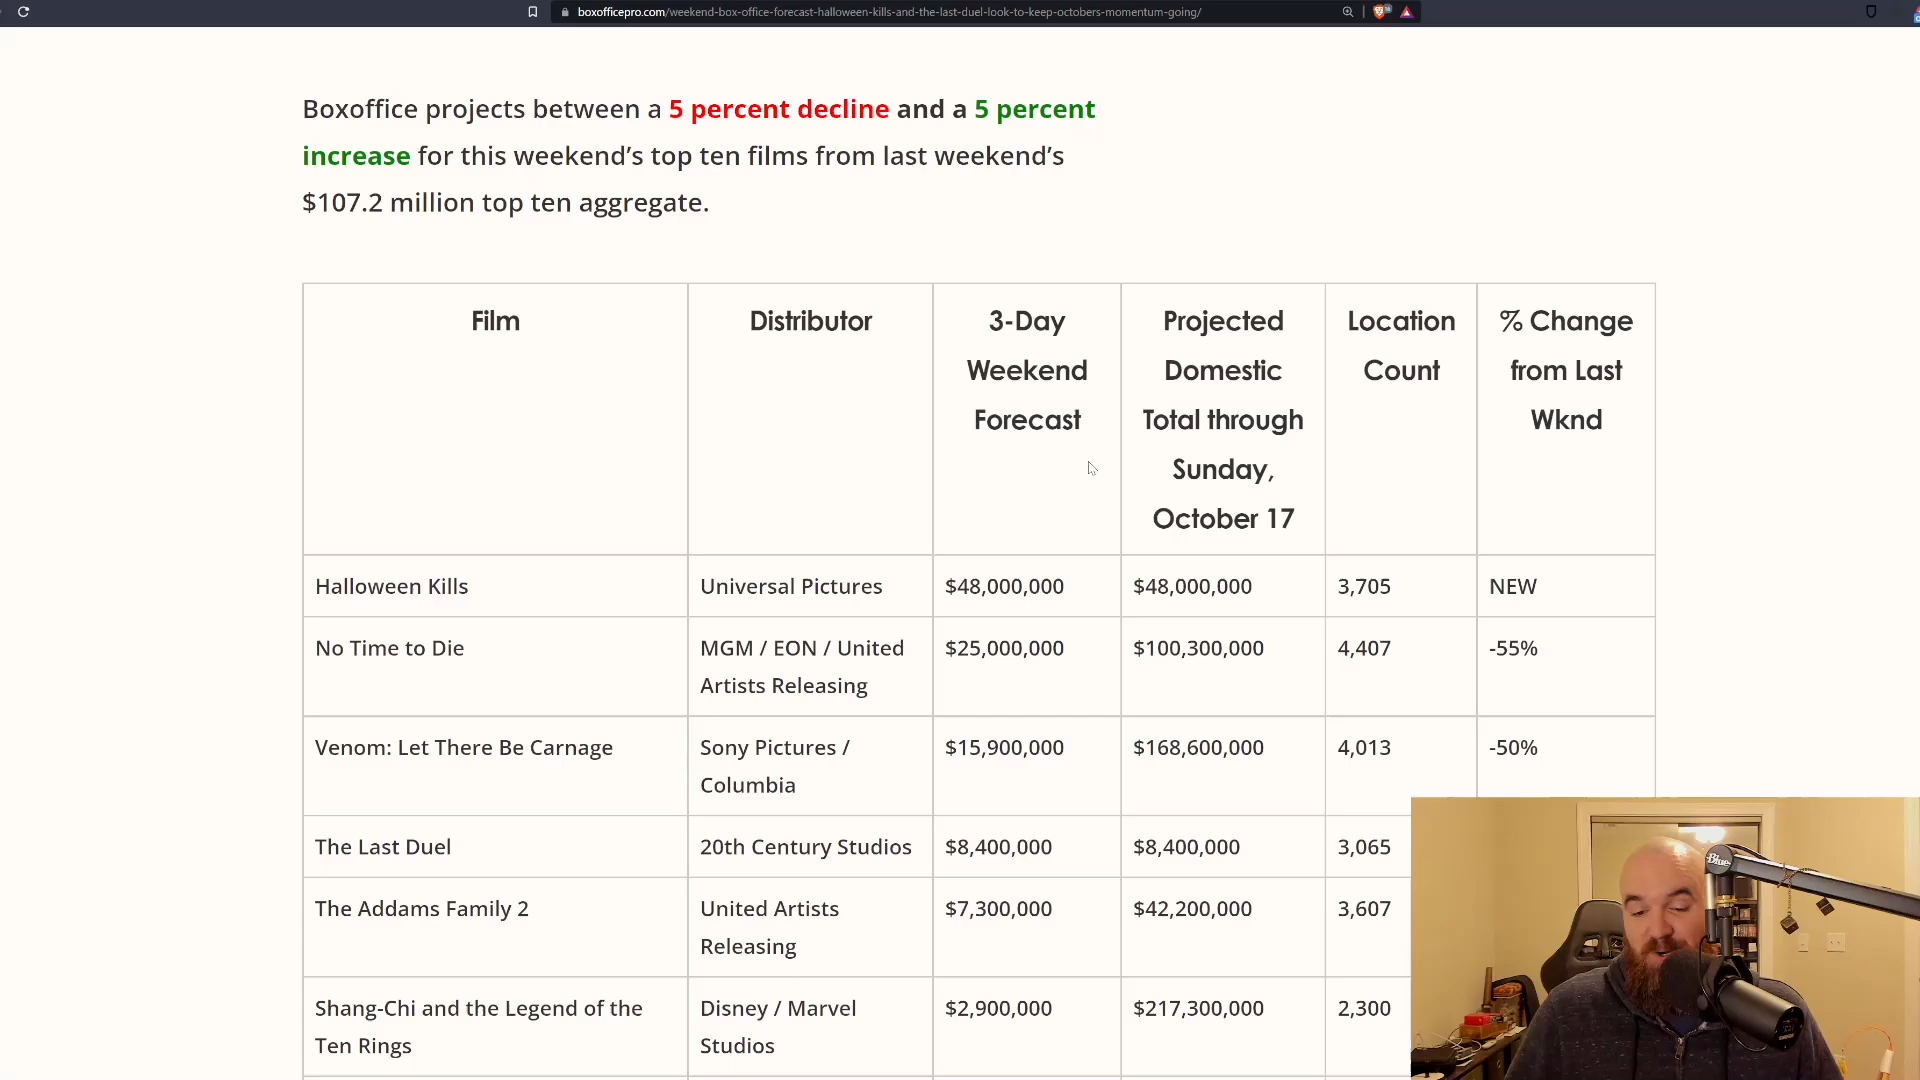 boxofficepro.com/weekend-box-office-forecast-halloween-kills-and-the-last-duel-look-to-keep-octobers-momentum-going/
Boxoffice projects between a 5 percent decline and a 5 percent
increase for this weekend’s top ten films from last weekend’s
$107.2 million top ten aggregate.
Film
Distributor
3-Day
Weekend
Forecast
Projected
Domestic
Total through
Sunday,
October 17
Location
Count
% Change
from Last
Wknd
Halloween Kills
Universal Pictures
$48,000,000
$48,000,000
3,705
NEW
No Time to Die
MGM / EON / United
Artists Releasing
$25,000,000
$100,300,000
4,407
-55%
Venom: Let There Be Carnage
Sony Pictures /
Columbia
$15,900,000
$168,600,000
4,013
-50%
The Last Duel
20th Century Studios
$8,400,000
$8,400,000
3,065
The Addams Family 2
United Artists
Releasing
$7,300,000
$42,200,000
3,607
Shang-Chi and the Legend of the
Ten Rings
Disney / Marvel
Studios
$2,900,000
$217,300,000
2,300
Blue